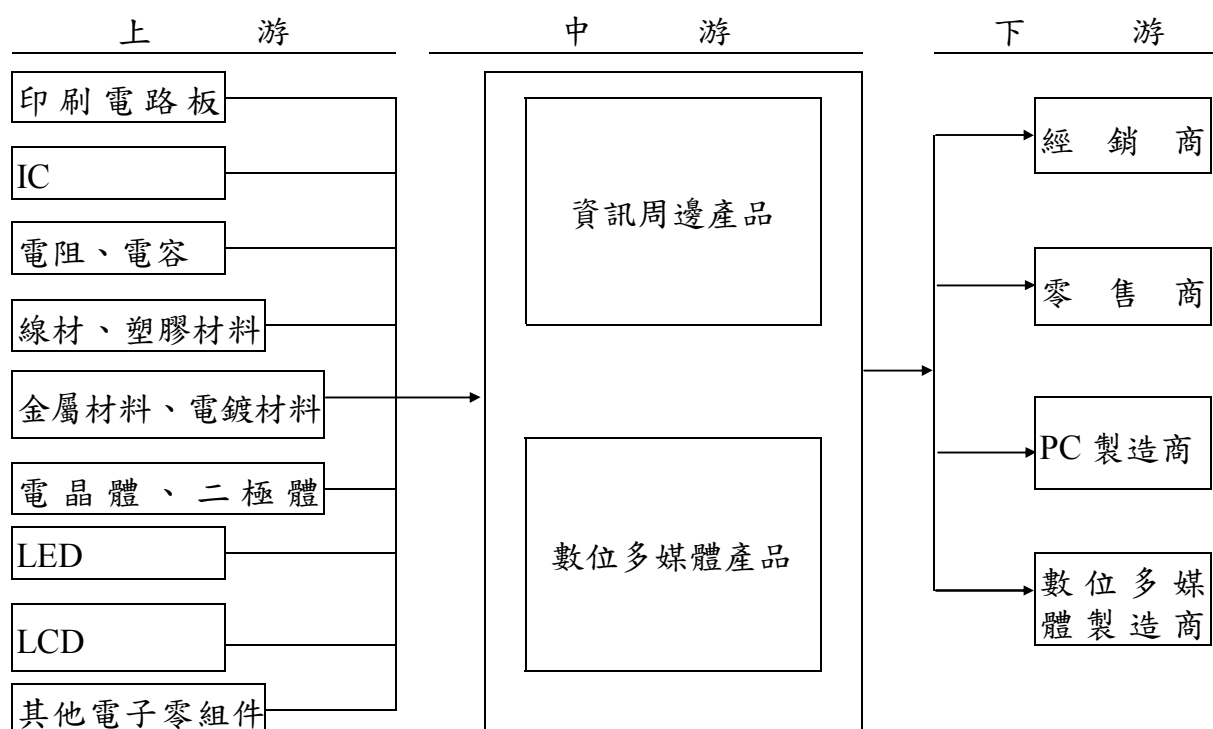 上游
中游
下游
印刷電路板
IC
電阻、電容
線材、塑膠材料
金屬材料、電鍍材料
電晶體、二極體
LED
LCD
其他電子零組件
資訊周邊產品
數位多媒體產品
經銷商
零售商
PC 製造商
數位多媒
體製造商